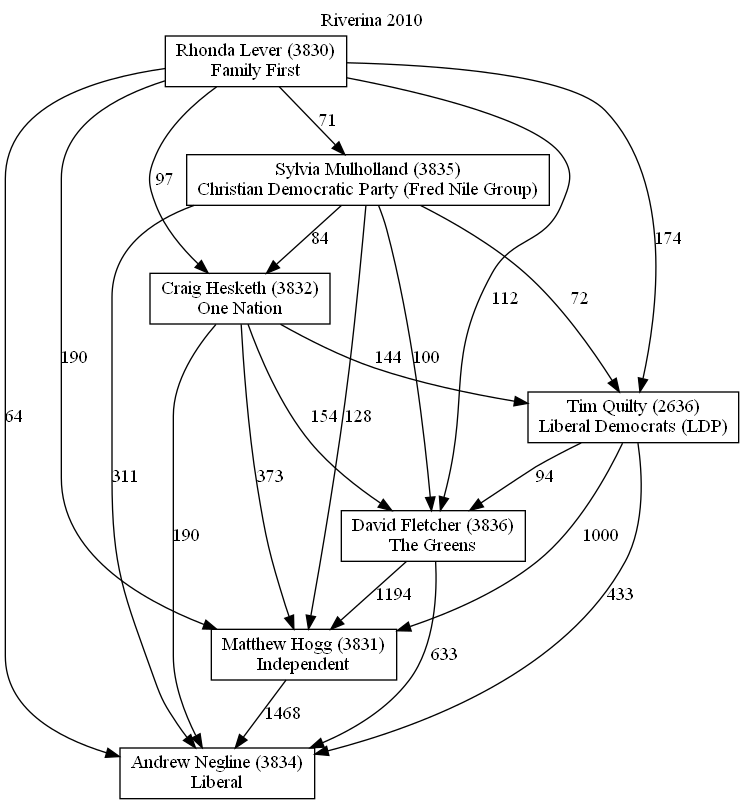 Riverina 2010
Rhonda Lever (3830)
Family First
71
Sylvia Mulholland (3835)
Christian Democratic Party (Fred Nile Group)
97
84
174
Craig Hesketh (3832)
One Nation
112
72
190
144
100
Tim Quilty (2636)
Liberal Democrats (LDP)
64
154
128
311
373
94
David Fletcher (3836)
The Greens
190
1000
1194
433
Matthew Hogg (3831)
Independent
633
1468
Andrew Negline (3834)
Liberal